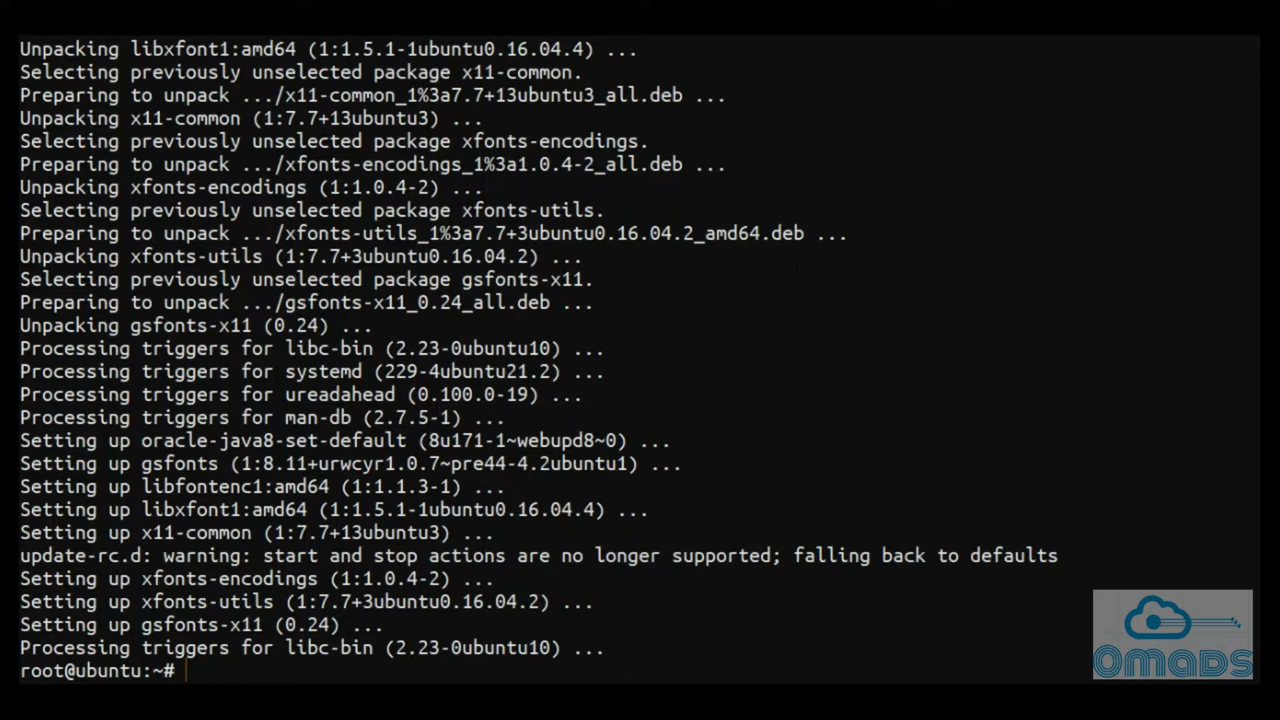 Unpacking libxfont1:amd64 (1:1.5.1-1ubuntu0.16.04.4) ...
Selecting previously unselected package x11-common.
Preparing to unpack .../x11-common_1%3a7.7+13ubuntu3_all.deb ...
Unpacking x11-common (1:7.7+13ubuntu3) ...
Selecting previously unselected package xfonts-encodings.
Preparing to unpack .../xfonts-encodings_1%3a1.0.4-2_all.deb ...
Unpacking xfonts-encodings (1:1.0.4-2) ...
Selecting previously unselected package xfonts-utils.
Preparing to unpack .../xfonts-utils_1%3a7.7+3ubuntu0.16.04.2_amd64.deb ...
Unpacking xfonts-utils (1:7.7+3ubuntu0.16.04.2) ...
Selecting previously unselected package gsfonts-x11.
Preparing to unpack .../gsfonts-x11_0.24_all.deb ...
Unpacking gsfonts-x11 (0.24) ...
Processing triggers for libc-bin (2.23-0ubuntu10) ...
Processing triggers for systemd (229-4ubuntu21.2) ...
Processing triggers for ureadahead (0.100.0-19) ...
Processing triggers for man-db (2.7.5-1) ...
Setting up oracle-java8-set-default (8u171-1~webupd8~0) ...
Setting up gsfonts (1:8.11+urwcyr1.0.7~pre44-4.2ubuntu1) ...
Setting up libfontenc1:amd64 (1:1.1.3-1) ...
Setting up libxfont1:amd64 (1:1.5.1-1ubuntu0.16.04.4) ...
Setting up x11-common (1:7.7+13ubuntu3) ...
update-rc.d: warning: start and stop actions are no longer supported; falling back to defaults
Setting up xfonts-encodings (1:1.0.4-2) ...
Setting up xfonts-utils (1:7.7+3ubuntu0.16.04.2) ...
Setting up gsfonts-x11 (0.24) ...
Processing triggers for libc-bin (2.23-0ubuntu10) ...
root@ubuntu:~#
Omads